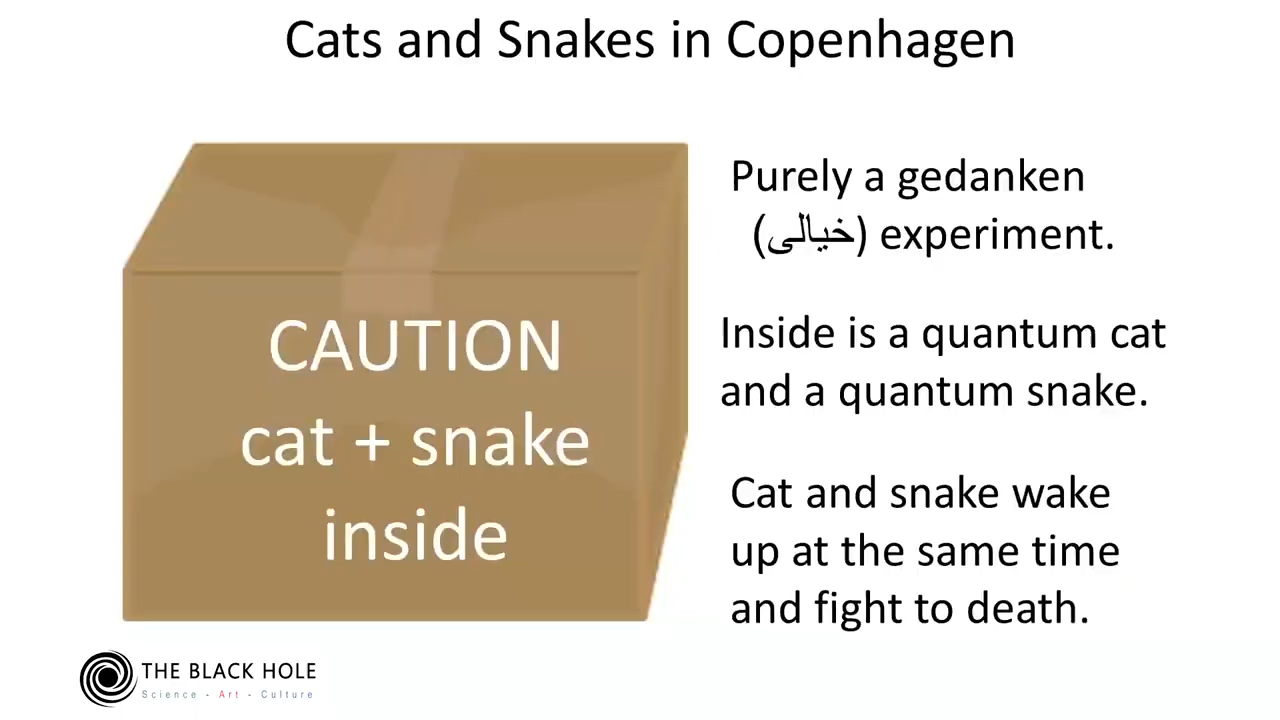 Cats and Snakes in Copenhagen
CAUTION
cat + snake
inside
Purely a gedanken
(خیالی) experiment.
Inside is a quantum cat
and a quantum snake.
Cat and snake wake
up at the same time
and fight to death.
THE BLACK HOLE
Science - Art - Culture